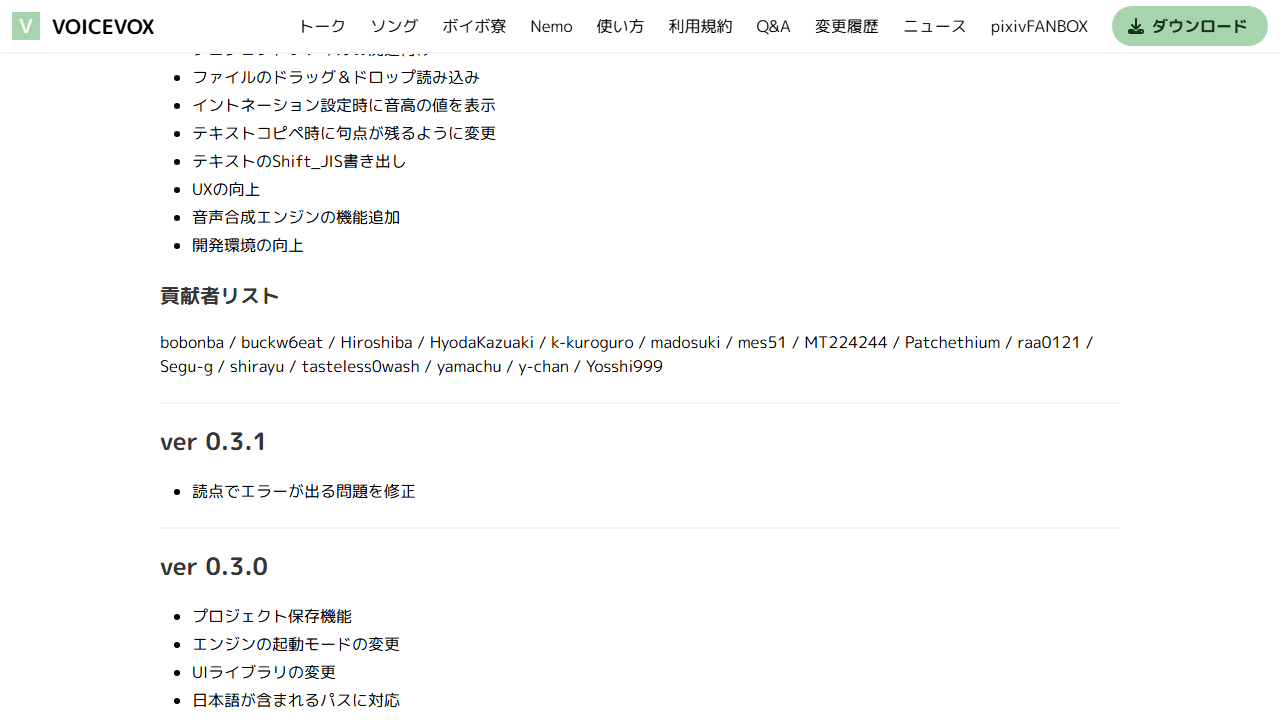 V VOICEVOX トーク ソング ボイボ寮 Nemo 使い方 利用規約 Q&A 変更履歴 ニュース pixivFANBOX ダウンロード
ファイルのドラッグ＆ドロップ読み込み
イントネーション設定時に音高の値を表示
テキストコピペ時に句点が残るように変更
テキストのShift_JIS書き出し
UXの向上
音声合成エンジンの機能追加
開発環境の向上
貢献者リスト
bobonba / buckw6eat / Hiroshiba / HyodaKazuaki / k-kuroguro / madosuki / mes51 / MT224244 / Patchethium / raa0121 /
Segu-g / shirayu / tasteless0wash / yamachu / y-chan / Yosshi999
ver 0.3.1
読点でエラーが出る問題を修正
ver 0.3.0
プロジェクト保存機能
エンジンの起動モードの変更
UIライブラリの変更
日本語が含まれるパスに対応